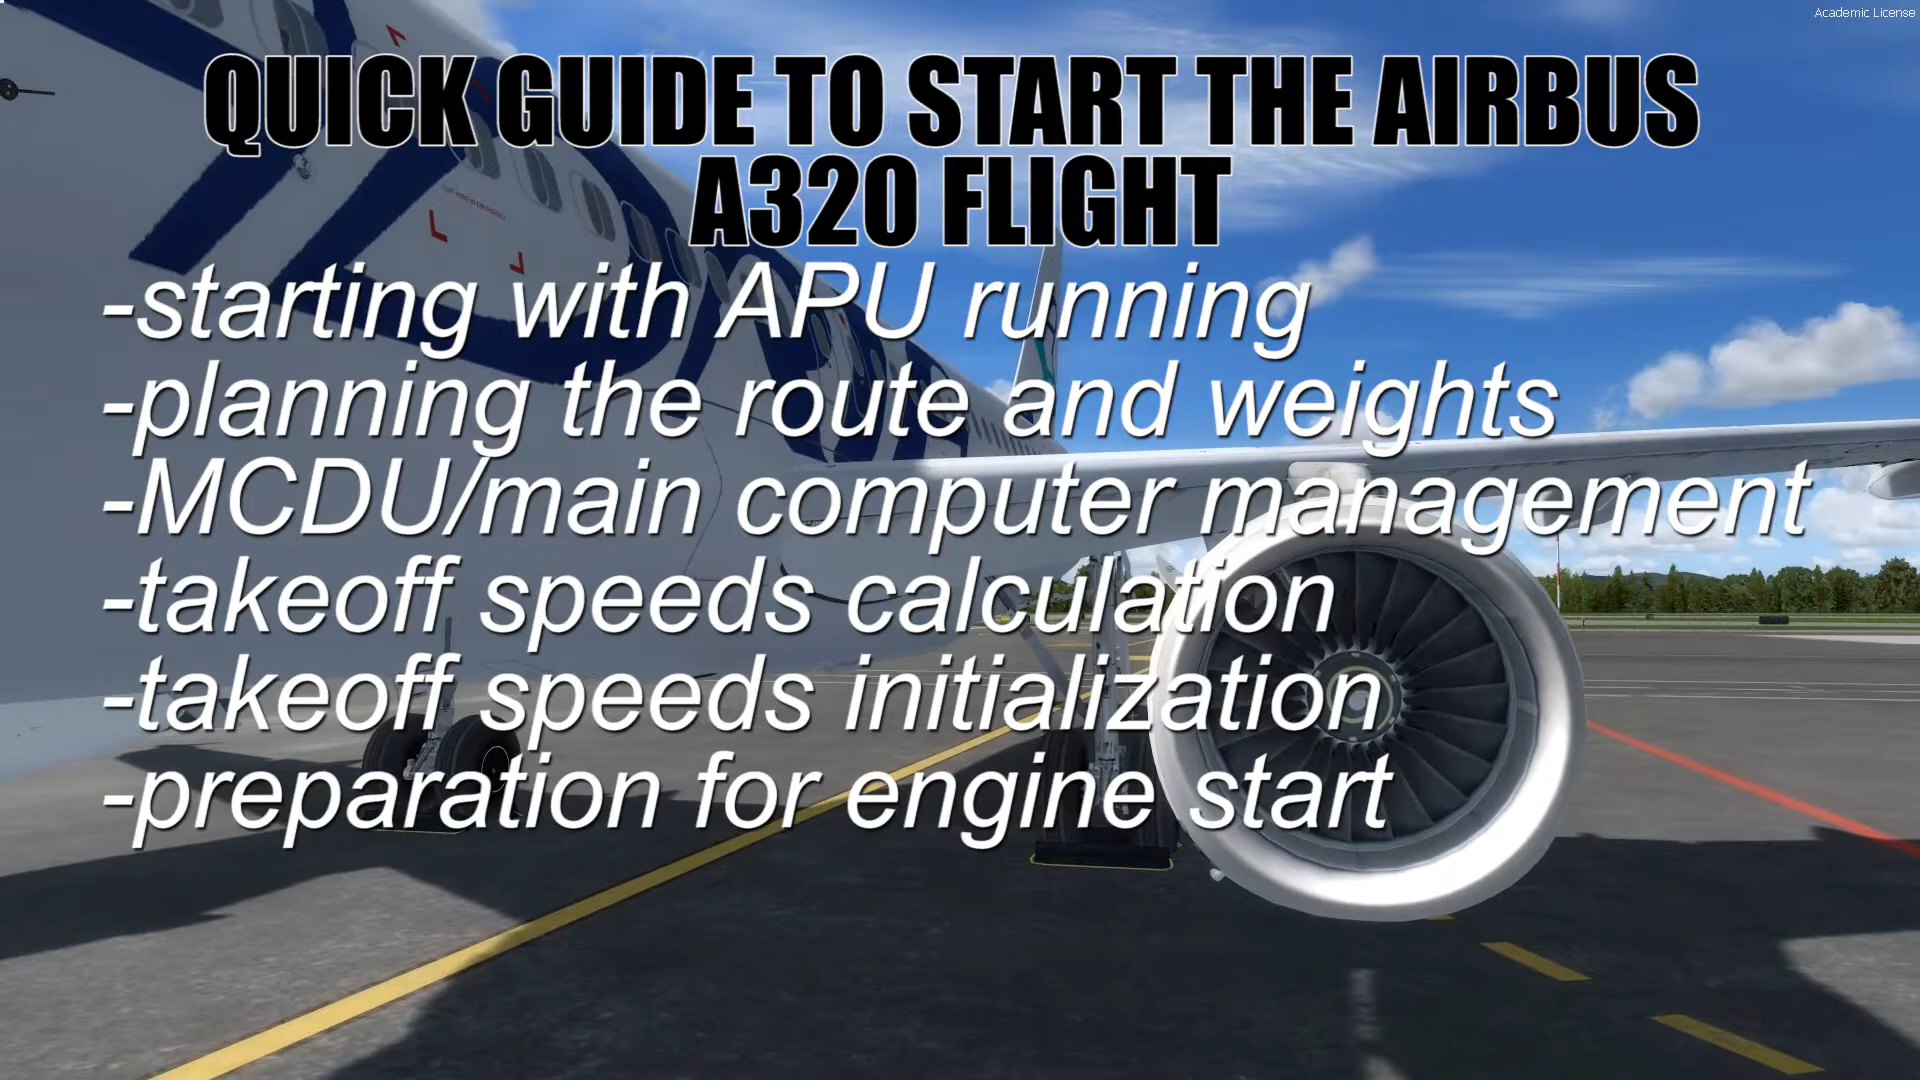 Academic License
QUICK GUIDE TO START THE AIRBUS
A320 FLIGHT
-starting with APU running
-planning the route and weights
-MCDU/main computer management
-takeoff speeds calculation
-takeoff speeds initialization
-preparation for engine start